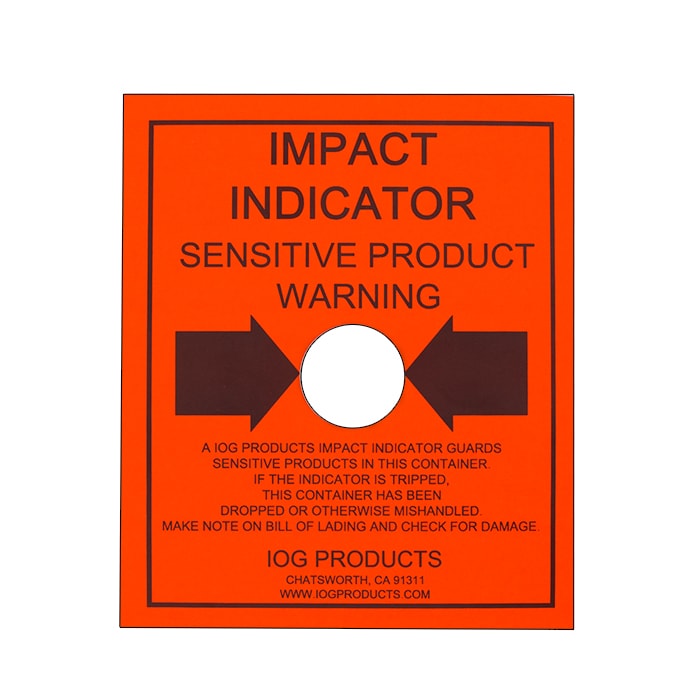 IMPACT
INDICATOR
SENSITIVE PRODUCT
WARNING
A IOG PRODUCTS IMPACT INDICATOR GUARDS
SENSITIVE PRODUCTS IN THIS CONTAINER.
IF THE INDICATOR IS TRIPPED,
THIS CONTAINER HAS BEEN
DROPPED OR OTHERWISE MISHANDLED.
MAKE NOTE ON BILL OF LADING AND CHECK FOR DAMAGE.
IOG PRODUCTS
CHATSWORTH, CA 91311
WWW.IOGPRODUCTS.COM